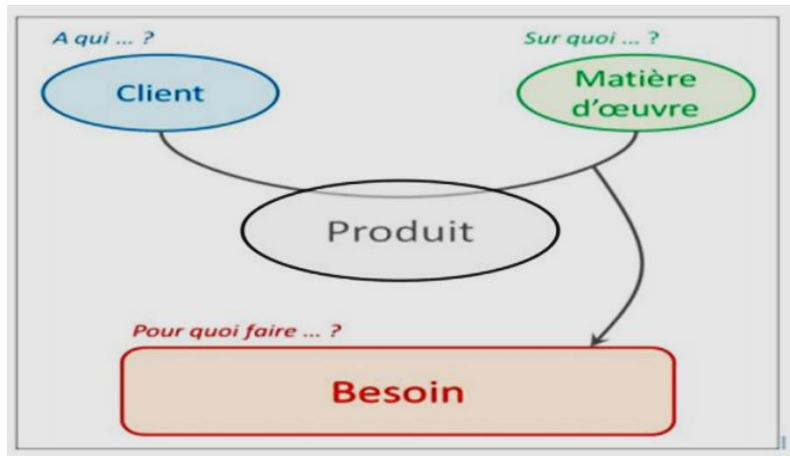 A qui ... ?
Sur quoi ... ?
Client
Matière
d'œuvre
Produit
Pour quoi faire ... ?
Besoin